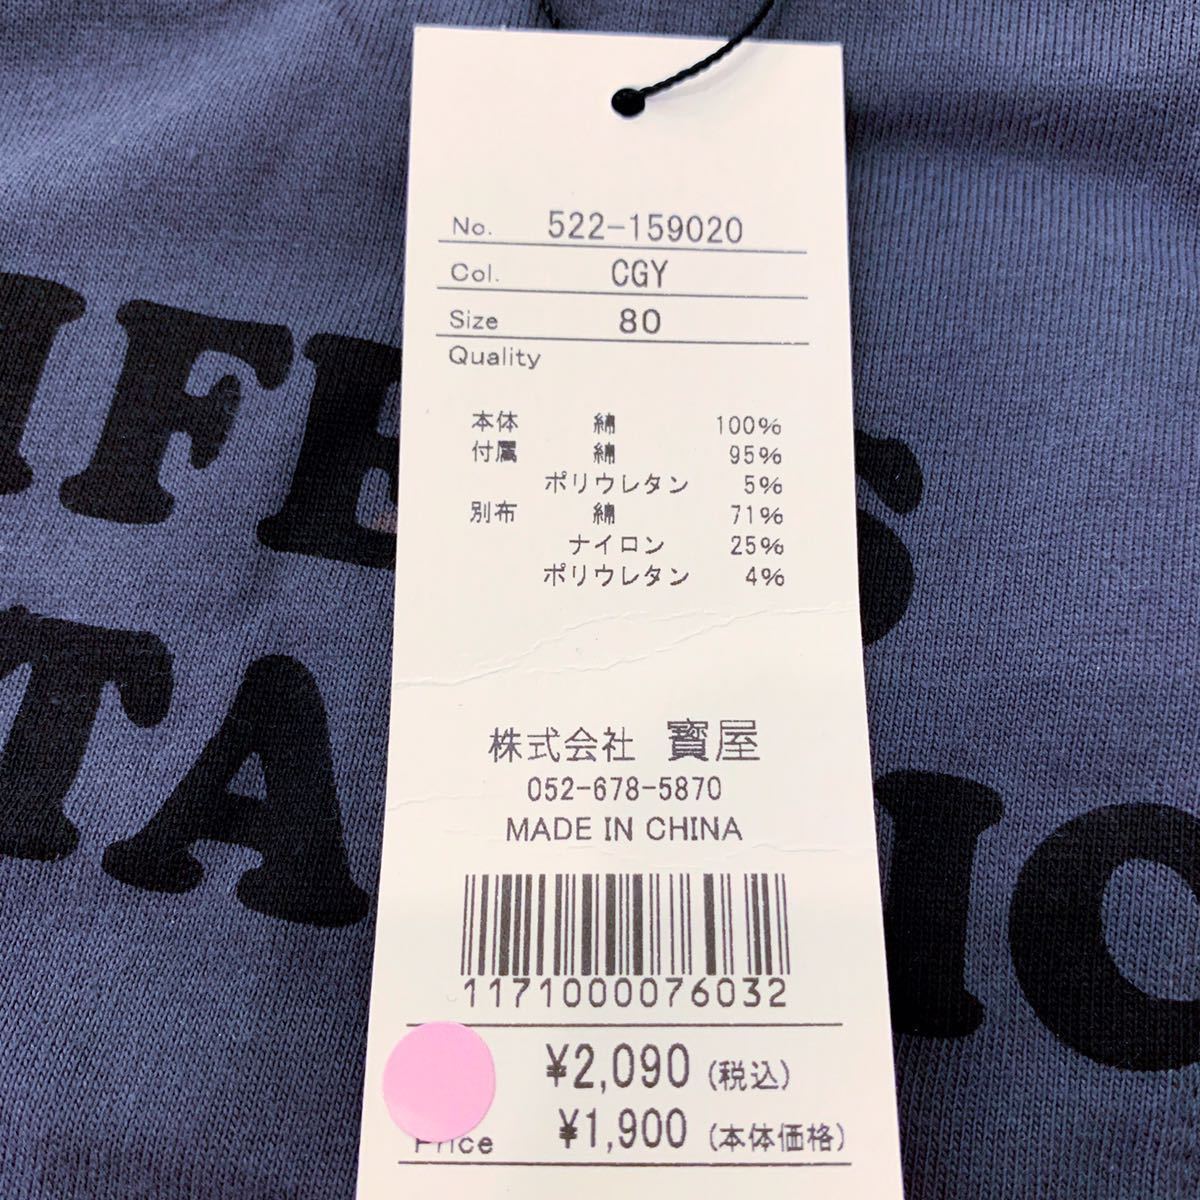 No. 522-159020
Col. CGY
Size 80
Quality
本体 綿 100%
付属 綿 95%
ポリウレタン 5%
別布 綿 71%
ナイロン 25%
ポリウレタン 4%
株式会社 寳屋
052-678-5870
MADE IN CHINA
1171000076032
¥2,090 (税込)
Price ¥1,900 (本体価格)